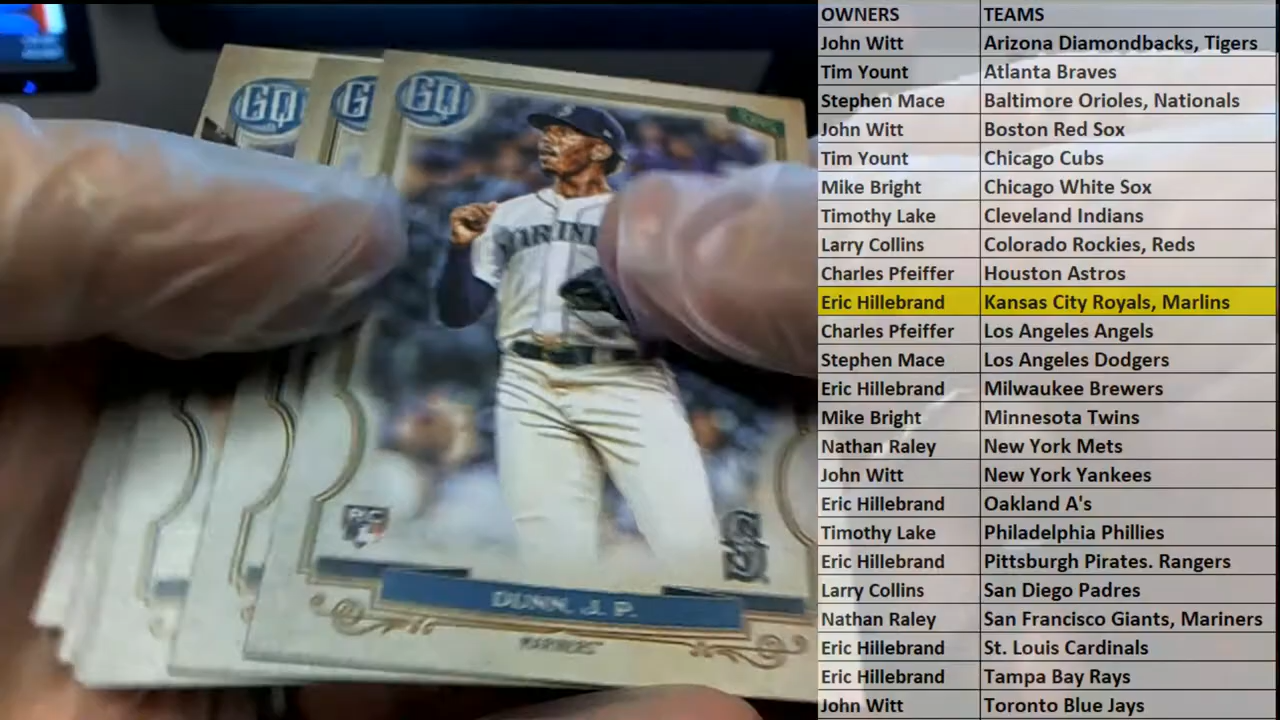 GQ
GQ
GQ
MARINE
RC
S
DUNN, J. P.
MARINERS
OWNERS TEAMS
John Witt Arizona Diamondbacks, Tigers
Tim Yount Atlanta Braves
Stephen Mace Baltimore Orioles, Nationals
John Witt Boston Red Sox
Tim Yount Chicago Cubs
Mike Bright Chicago White Sox
Timothy Lake Cleveland Indians
Larry Collins Colorado Rockies, Reds
Charles Pfeiffer Houston Astros
Eric Hillebrand Kansas City Royals, Marlins
Charles Pfeiffer Los Angeles Angels
Stephen Mace Los Angeles Dodgers
Eric Hillebrand Milwaukee Brewers
Mike Bright Minnesota Twins
Nathan Raley New York Mets
John Witt New York Yankees
Eric Hillebrand Oakland A's
Timothy Lake Philadelphia Phillies
Eric Hillebrand Pittsburgh Pirates. Rangers
Larry Collins San Diego Padres
Nathan Raley San Francisco Giants, Mariners
Eric Hillebrand St. Louis Cardinals
Eric Hillebrand Tampa Bay Rays
John Witt Toronto Blue Jays